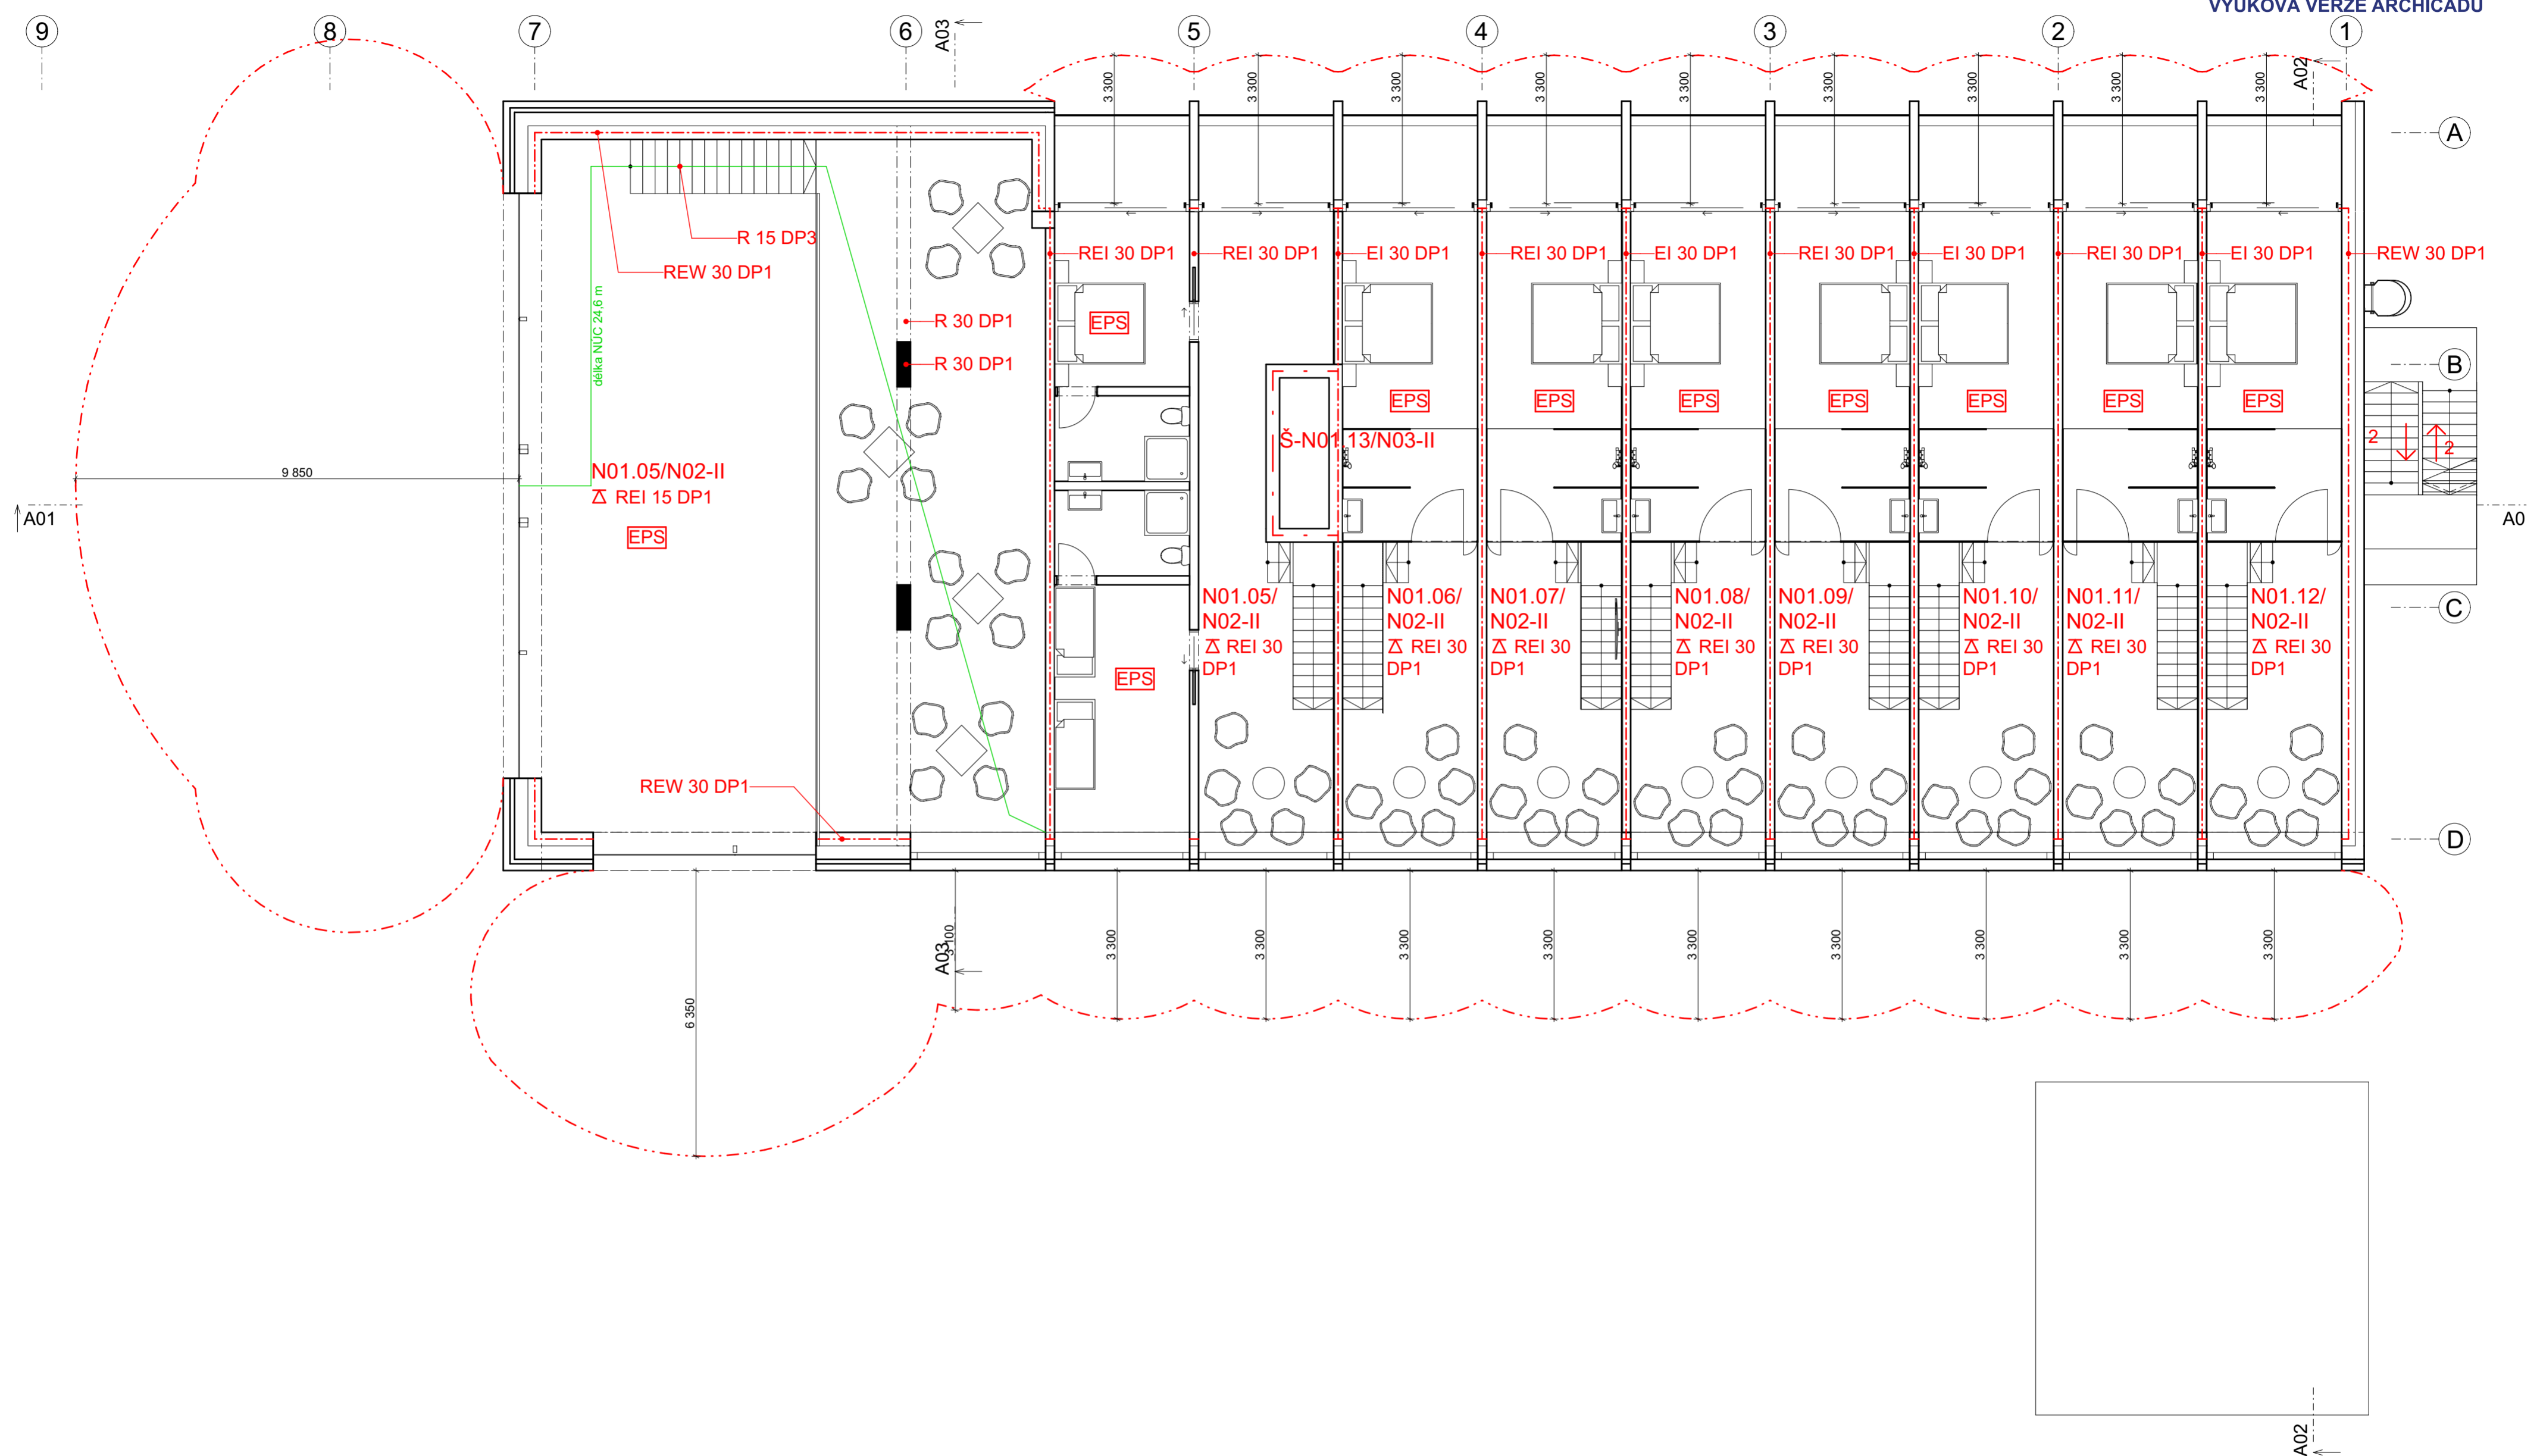 VÝUKOVÁ VERZE ARCHICADU
9
8
7
6
A03
5
4
3
2
1
A02
3 300
3 300
3 300
3 300
3 300
3 300
3 300
3 300
3 300
A
R 15 DP3
REW 30 DP1
REI 30 DP1
REI 30 DP1
EI 30 DP1
REI 30 DP1
EI 30 DP1
REI 30 DP1
EI 30 DP1
REI 30 DP1
EI 30 DP1
REW 30 DP1
délka NÚC 24,6 m
R 30 DP1
EPS
R 30 DP1
B
EPS
EPS
EPS
EPS
EPS
EPS
EPS
Š-N01.13/N03-II
2
2
9 850
N01.05/N02-II
REI 15 DP1
EPS
A01
A0
N01.05/
N02-II
REI 30
DP1
N01.06/
N02-II
REI 30
DP1
N01.07/
N02-II
REI 30
DP1
N01.08/
N02-II
REI 30
DP1
N01.09/
N02-II
REI 30
DP1
N01.10/
N02-II
REI 30
DP1
N01.11/
N02-II
REI 30
DP1
N01.12/
N02-II
REI 30
DP1
C
EPS
REW 30 DP1
D
A03
3 100
3 300
3 300
3 300
3 300
3 300
3 300
3 300
3 300
3 300
6 350
A02